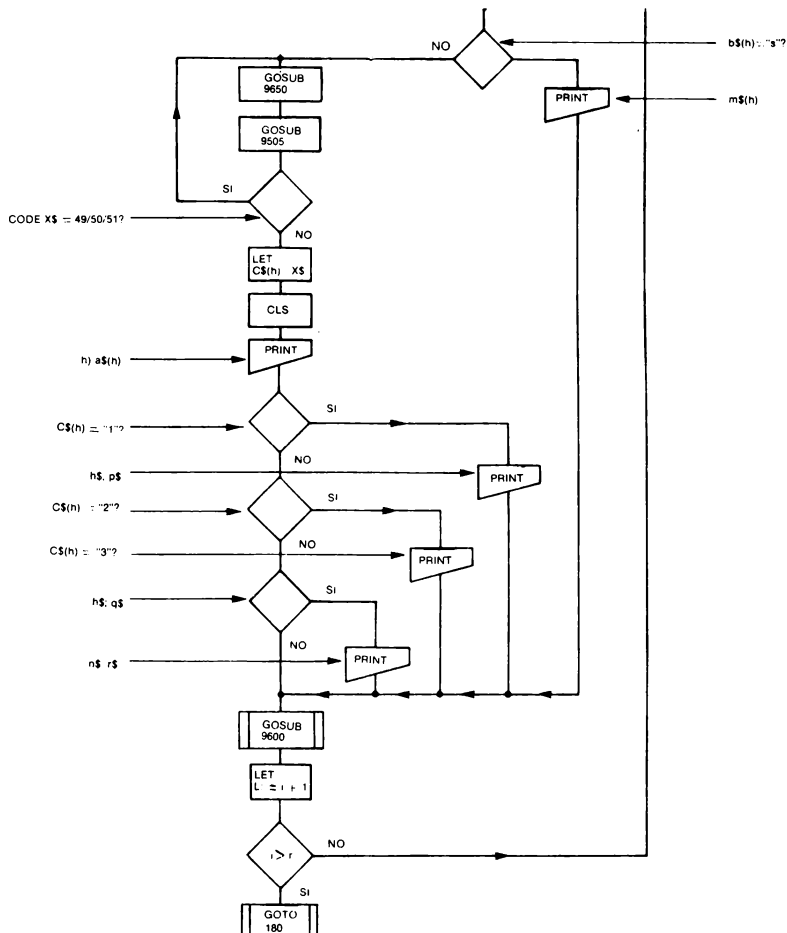 NO
b$(h) = "s"?
GOSUB
9650
PRINT
m$(h)
GOSUB
9505
SI
CODE X$ = 49/50/51?
NO
LET
C$(h) X$
CLS
PRINT
h) a$(h)
SI
C$(h) = "1"?
NO
h$, p$
PRINT
SI
C$(h) = "2"?
NO
C$(h) = "3"?
PRINT
SI
h$; q$
NO
n$ r$
PRINT
GOSUB
9600
LET
NO
SI
GOTO
180